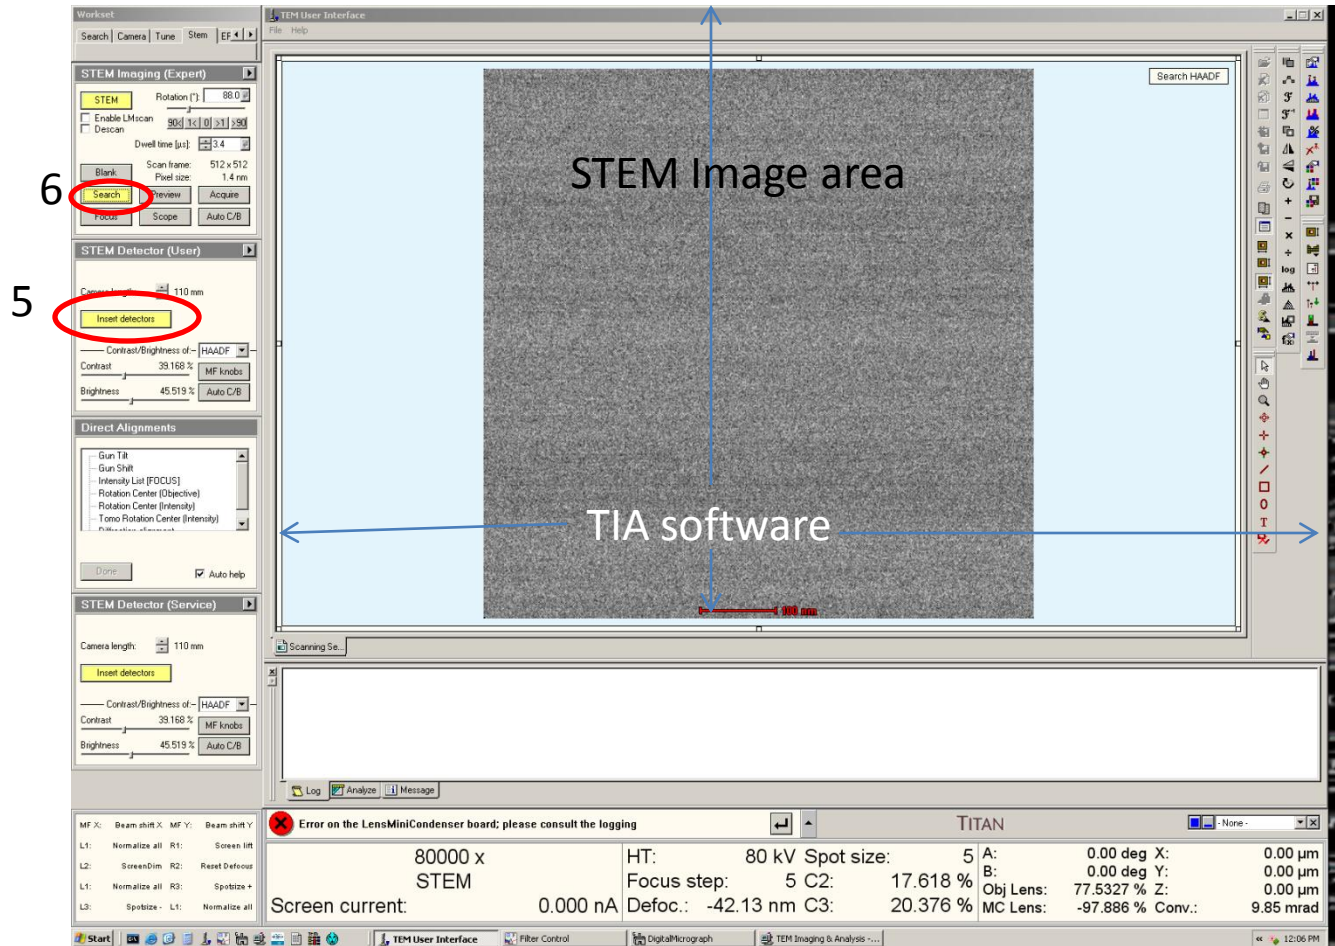 Workset
TEM User Interface
Search Camera Tune Stem EF
File Help
STEM Imaging (Expert)
STEM Rotation (°): 88.0
Enable LMscan
Descan
90< 1< 0 >1 >90
Dwell time [µs]: 3.4
Scan frame: 512 x 512
Blank Pixel size: 1.4 nm
6
Search Preview Acquire
Focus Scope Auto C/B
STEM Detector (User)
Camera length: 110 mm
5
Insert detectors
Contrast/Brightness of: HAADF
Contrast 39.168 % MF knobs
Brightness 45.519 % Auto C/B
Direct Alignments
Gun Tilt
Gun Shift
Intensity List [FOCUS]
Rotation Center (Objective)
Rotation Center (Intensity)
Tomo Rotation Center (Intensity)
Diffraction alignment
Done Auto help
STEM Detector (Service)
Camera length: 110 mm
Insert detectors
Contrast/Brightness of: HAADF
Contrast 39.168 % MF knobs
Brightness 45.519 % Auto C/B
Search HAADF
STEM Image area
TIA software
100 nm
log
T
Scanning Se...
Log Analyze Message
MF X: Beam shift X MF Y: Beam shift Y
L1: Normalize all R1: Screen lift
L2: ScreenDim R2: Reset Defocus
L1: Normalize all R3: Spotsize +
L3: Spotsize - L1: Normalize all
Error on the LensMiniCondenser board; please consult the logging
TITAN
- None -
80000 x
STEM
Screen current: 0.000 nA
HT: 80 kV Spot size: 5
Focus step: 5 C2: 17.618 %
Defoc.: -42.13 nm C3: 20.376 %
A: 0.00 deg X: 0.00 µm
B: 0.00 deg Y: 0.00 µm
Obj Lens: 77.5327 % Z: 0.00 µm
MC Lens: -97.886 % Conv.: 9.85 mrad
Start TEM User Interface Filter Control DigitalMicrograph TEM Imaging & Analysis -... 12:06 PM